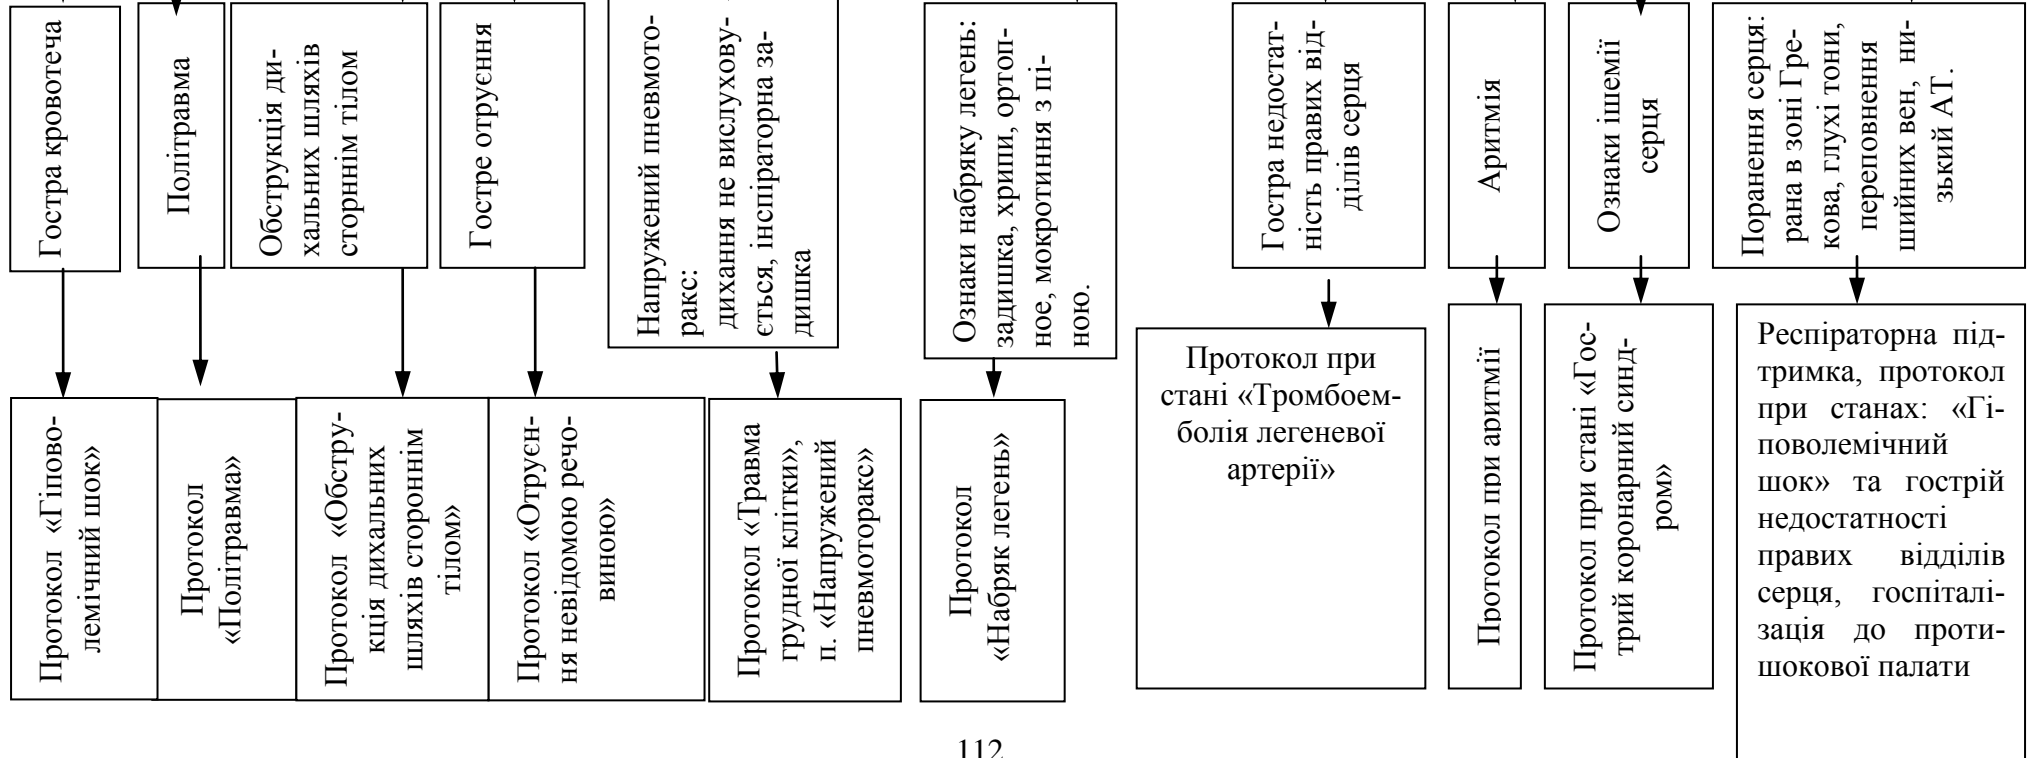 Гостра кровотеча
Політравма
Обструкція ди-
хальних шляхів
сторнім тілом
Гостре отруєння
Напружений пневмото-
ракс:
дихання не вислухову-
ється, інспіраторна за-
дишка
Ознаки набряку легень:
задишка, хрипи, ортоп-
ное, мокротиння з пі-
ною.
Гостра недостат-
ність правих від-
ділів серця
Аритмія
Ознаки ішемії
серця
Поранення серця:
рана в зоні Гре-
кова, глухі тони,
переповнення
шийних вен, ни-
зький АТ.
Протокол «Гіпово-
лемічний шок»
Протокол
«Політравма»
Протокол «Обстру-
кція дихальних
шляхів стороннім
тілом»
Протокол «Отруєн-
ня невідомою речо-
виною»
Протокол «Травма
грудної клітки»,
п. «Напружений
пневмоторакс»
Протокол
«Набряк легень»
Протокол при
стані «Тромбоем-
болія легеневої
артерії»
Протокол при аритмії
Протокол при стані «Гос-
трий коронарний синд-
ром»
Респіраторна під-
тримка, протокол
при станах: «Гі-
поволемічний
шок» та гострій
недостатності
правих відділів
серця, госпіталі-
зація до проти-
шокової палати
112